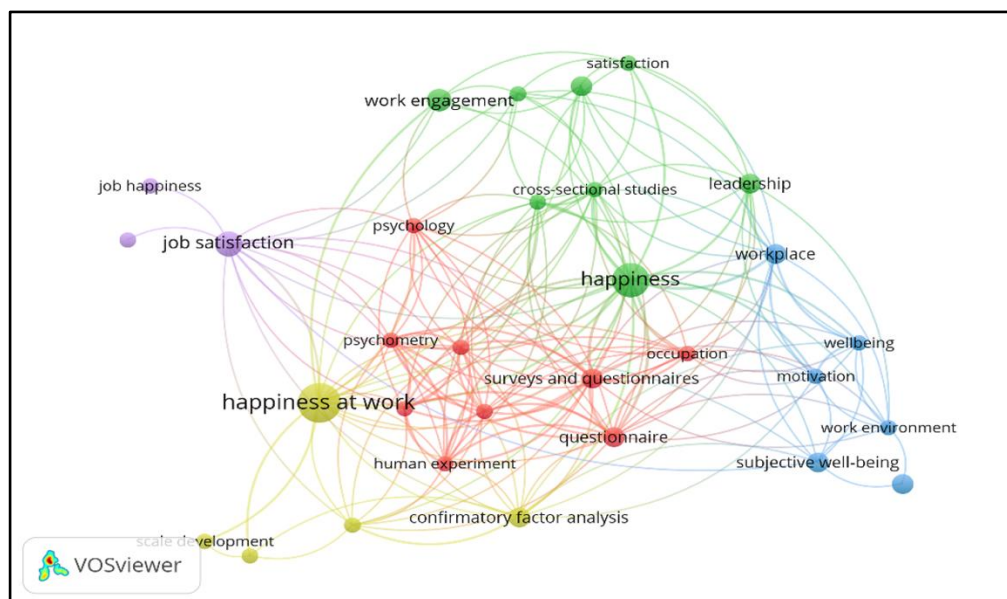 satisfaction
work engagement
job happiness
cross-sectional studies
leadership
psychology
job satisfaction
workplace
happiness
psychometry
wellbeing
occupation
surveys and questionnaires
motivation
happiness at work
work environment
questionnaire
human experiment
subjective well-being
confirmatory factor analysis
scale development
VOSviewer